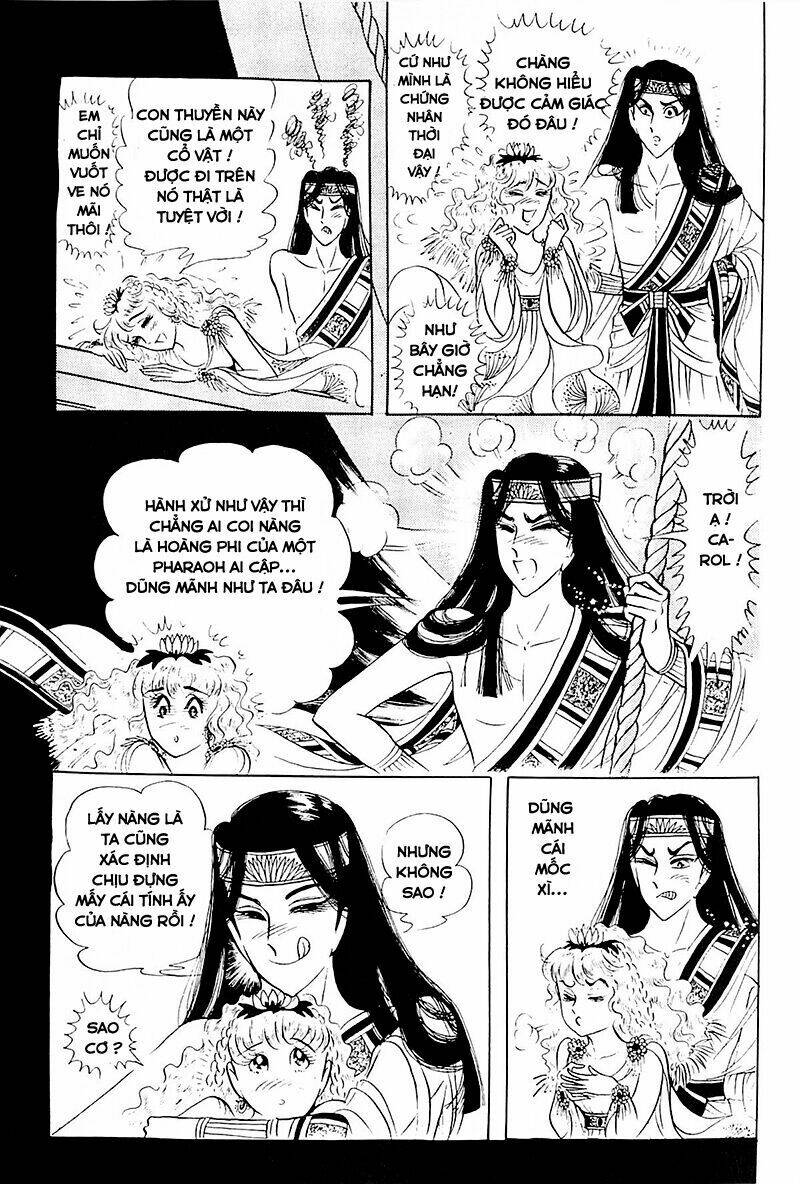 CHÀNG
KHÔNG HIỂU
ĐƯỢC CẢM GIÁC
ĐÓ ĐÂU !
CỨ NHƯ
MÌNH LÀ
CHỨNG
NHÂN
THỜI
ĐẠI
VẬY !
NHƯ
BÂY GIỜ
CHẲNG
HẠN!
CON THUYỀN NÀY
CŨNG LÀ MỘT
CỔ VẬT !
ĐƯỢC ĐI TRÊN
NÓ THẬT LÀ
TUYỆT VỜI !
EM
CHỈ
MUỐN
VUỐT
VE NÓ
MÃI
THÔI !
TRỜI
Ạ !
CA-
ROL !
HÀNH XỬ NHƯ VẬY THÌ
CHẲNG AI COI NÀNG
LÀ HOÀNG PHI CỦA MỘT
PHARAOH AI CẬP...
DŨNG MÃNH NHƯ TA ĐÂU !
DŨNG
MÃNH
CÁI
MỐC
XÌ...
NHƯNG
KHÔNG
SAO !
LẤY NÀNG LÀ
TA CŨNG
XÁC ĐỊNH
CHỊU ĐỰNG
MẤY CÁI TÍNH ẤY
CỦA NÀNG RỒI !
SAO
CƠ ?